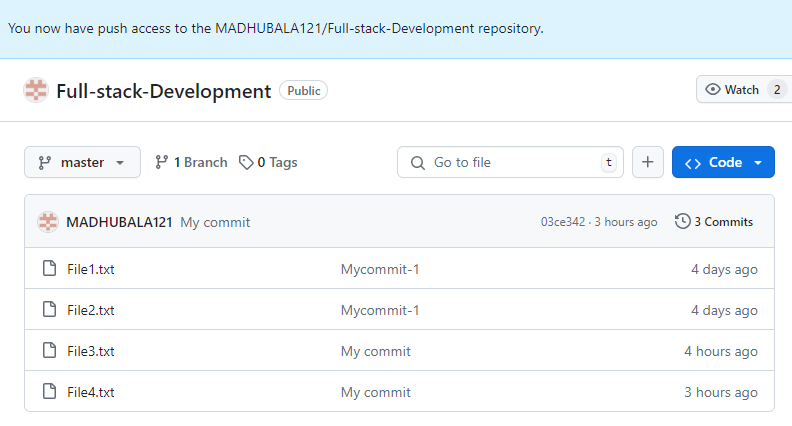 You now have push access to the MADHUBALA121/Full-stack-Development repository.
Full-stack-Development Public Watch 2
master 1 Branch 0 Tags Go to file t + Code
MADHUBALA121 My commit 03ce342 · 3 hours ago 3 Commits
File1.txt Mycommit-1 4 days ago
File2.txt Mycommit-1 4 days ago
File3.txt My commit 4 hours ago
File4.txt My commit 3 hours ago